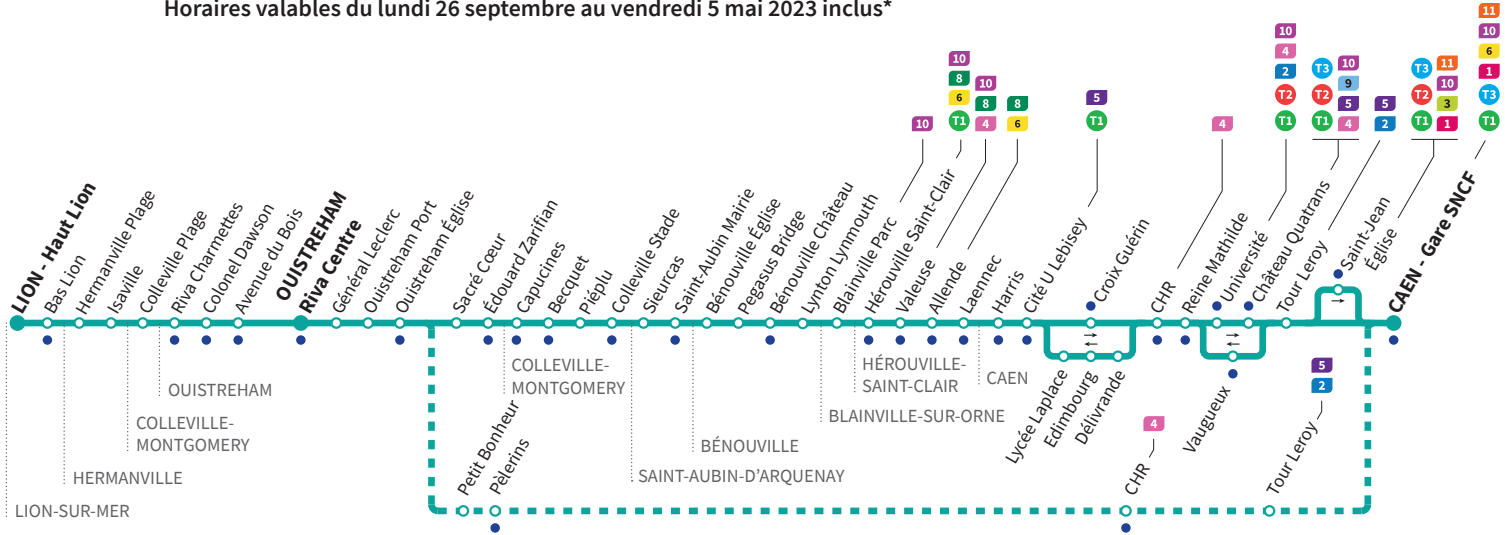 Horaires valables du lundi 26 septembre au vendredi 5 mai 2023 inclus*
10
10
8
6
T1
10
8
4
8
6
5
T1
4
10
4
2
T2
T1
T3
T2
T1
10
9
5
4
5
2
T3
T2
T1
11
10
3
1
11
10
6
1
T3
T1
LION - Haut Lion
Bas Lion
Hermanville Plage
Isaville
Colleville Plage
Riva Charmettes
Colonel Dawson
Avenue du Bois
OUISTREHAM
Riva Centre
Général Leclerc
Ouistreham Port
Ouistreham Église
Sacré Cœur
Édouard Zarifian
Capucines
Becquet
Piéplu
Colleville Stade
Sieurcas
Saint-Aubin Mairie
Bénouville Église
Pegasus Bridge
Bénouville Château
Lynton Lynmouth
Blainville Parc
Hérouville Saint-Clair
Valeuse
Allende
Laennec
Harris
Cité U Lebisey
Croix Guérin
CHR
Reine Mathilde
Université
Château Quatrans
Tour Leroy
Saint-Jean
Église
CAEN - Gare SNCF
Lycée Laplace
Edimbourg
Délivrande
Vaugueux
LION-SUR-MER
HERMANVILLE
COLLEVILLE-
MONTGOMERY
OUISTREHAM
COLLEVILLE-
MONTGOMERY
SAINT-AUBIN-D’ARQUENAY
BÉNOUVILLE
BLAINVILLE-SUR-ORNE
HÉROUVILLE-
SAINT-CLAIR
CAEN
Petit Bonheur
Pèlerins
4
CHR
5
2
Tour Leroy